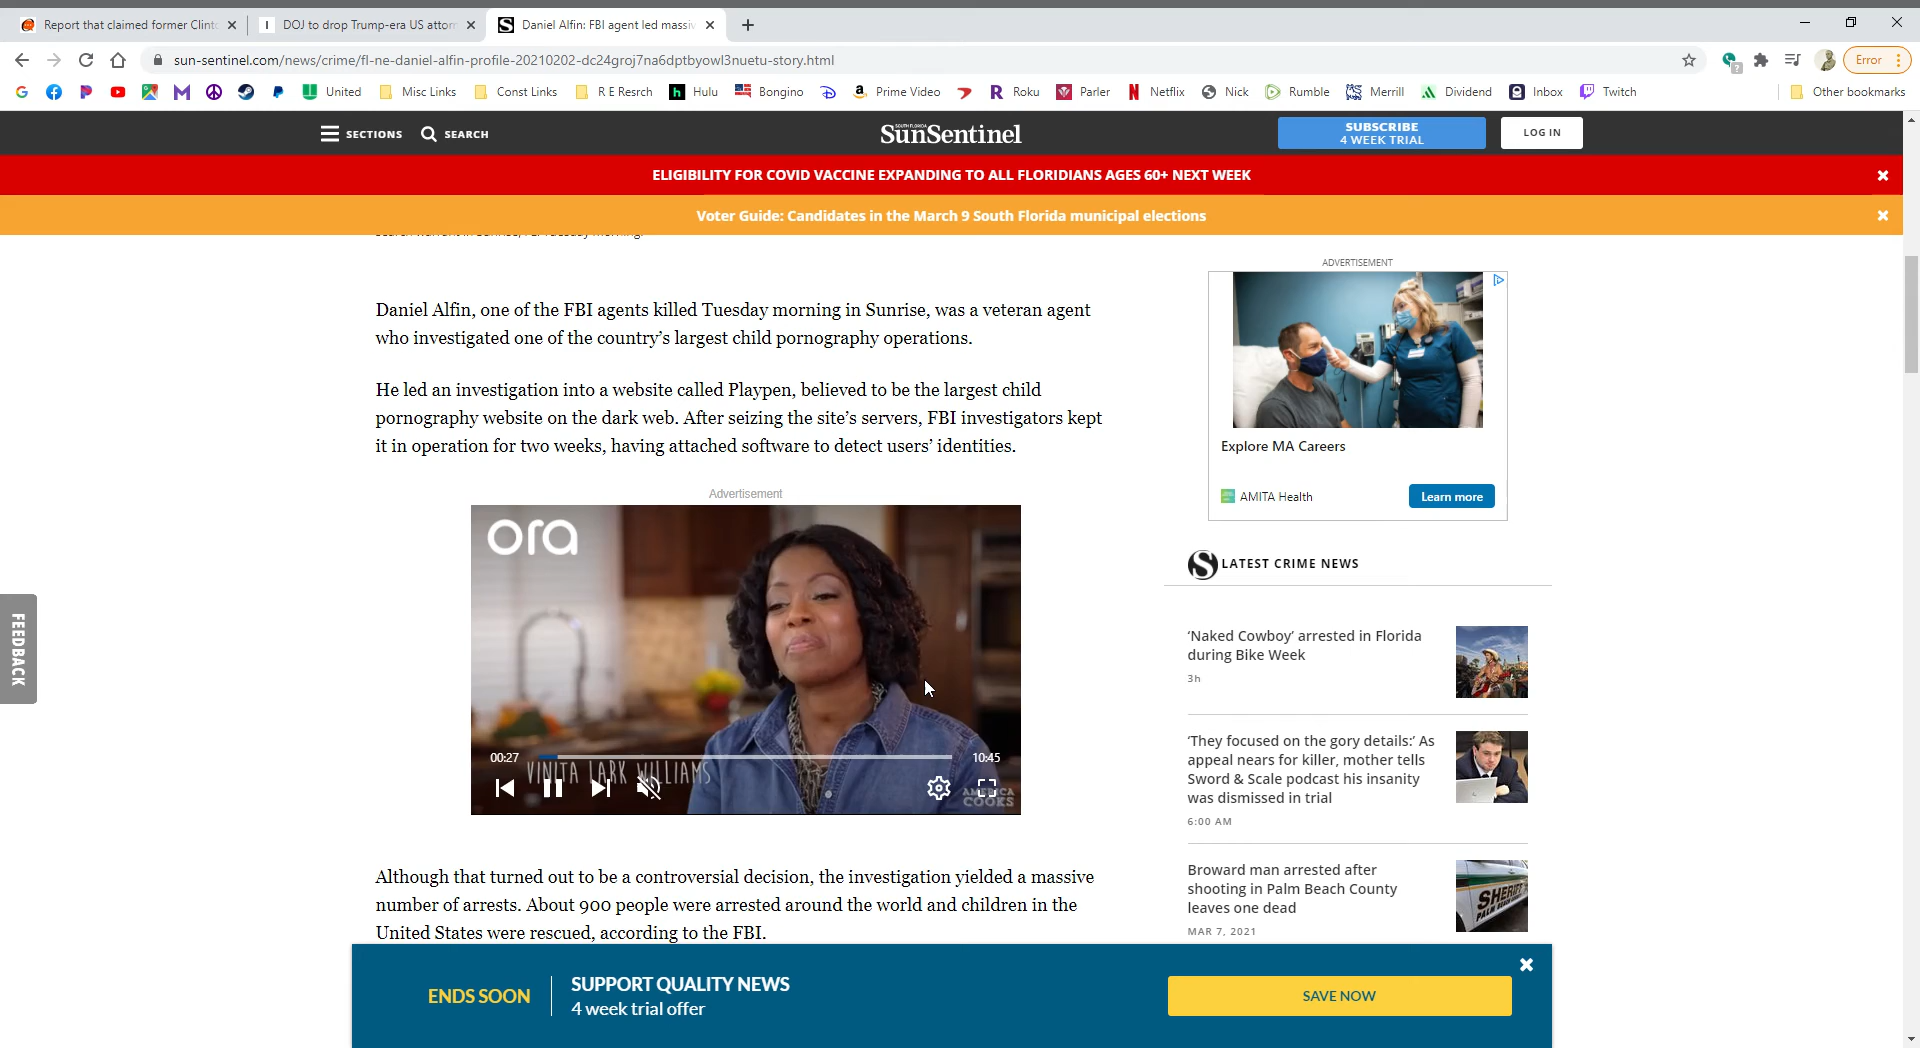 Report that claimed former Clint
DOJ to drop Trump-era US attor
Daniel Alfin: FBI agent led massiv
sun-sentinel.com/news/crime/fl-ne-daniel-alfin-profile-20210202-dc24groj7na6dptbyowl3nuetu-story.html
Error
United
Misc Links
Const Links
R E Resrch
Hulu
Bongino
Prime Video
Roku
Parler
Netflix
Nick
Rumble
Merrill
Dividend
Inbox
Twitch
Other bookmarks
SECTIONS
SEARCH
SOUTH FLORIDA
SunSentinel
SUBSCRIBE
4 WEEK TRIAL
LOG IN
ELIGIBILITY FOR COVID VACCINE EXPANDING TO ALL FLORIDIANS AGES 60+ NEXT WEEK
Voter Guide: Candidates in the March 9 South Florida municipal elections
Daniel Alfin, one of the FBI agents killed Tuesday morning in Sunrise, was a veteran agent
who investigated one of the country’s largest child pornography operations.
He led an investigation into a website called Playpen, believed to be the largest child
pornography website on the dark web. After seizing the site’s servers, FBI investigators kept
it in operation for two weeks, having attached software to detect users’ identities.
Advertisement
ora
00:27
10:45
VINITA LARK WILLIAMS
AMERICA
COOKS
Although that turned out to be a controversial decision, the investigation yielded a massive
number of arrests. About 900 people were arrested around the world and children in the
United States were rescued, according to the FBI.
ADVERTISEMENT
Explore MA Careers
AMITA Health
Learn more
S LATEST CRIME NEWS
‘Naked Cowboy’ arrested in Florida
during Bike Week
3h
‘They focused on the gory details:’ As
appeal nears for killer, mother tells
Sword & Scale podcast his insanity
was dismissed in trial
6:00 AM
Broward man arrested after
shooting in Palm Beach County
leaves one dead
MAR 7, 2021
SHERIFF
FEEDBACK
ENDS SOON
SUPPORT QUALITY NEWS
4 week trial offer
SAVE NOW